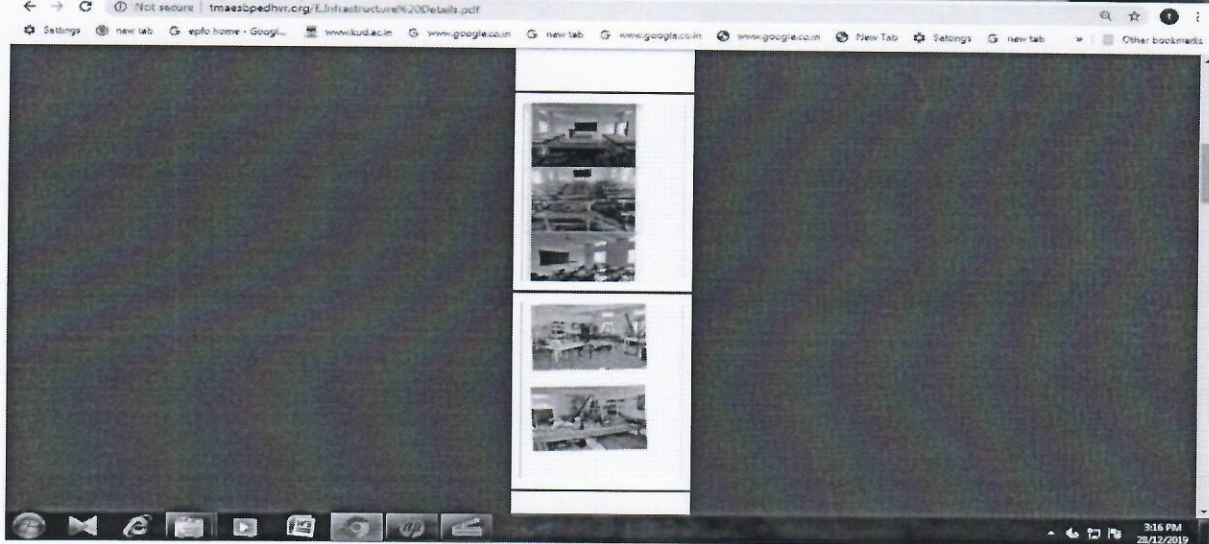 Not secure | tmaesbpedhvr.org/E.Infrastructure%20Details.pdf
Settings new tab epfo home - Googl... www.kud.ac.in www.google.co.in new tab www.google.co.in www.google.co.in New Tab Settings new tab » Other bookmarks
3:16 PM
28/12/2019